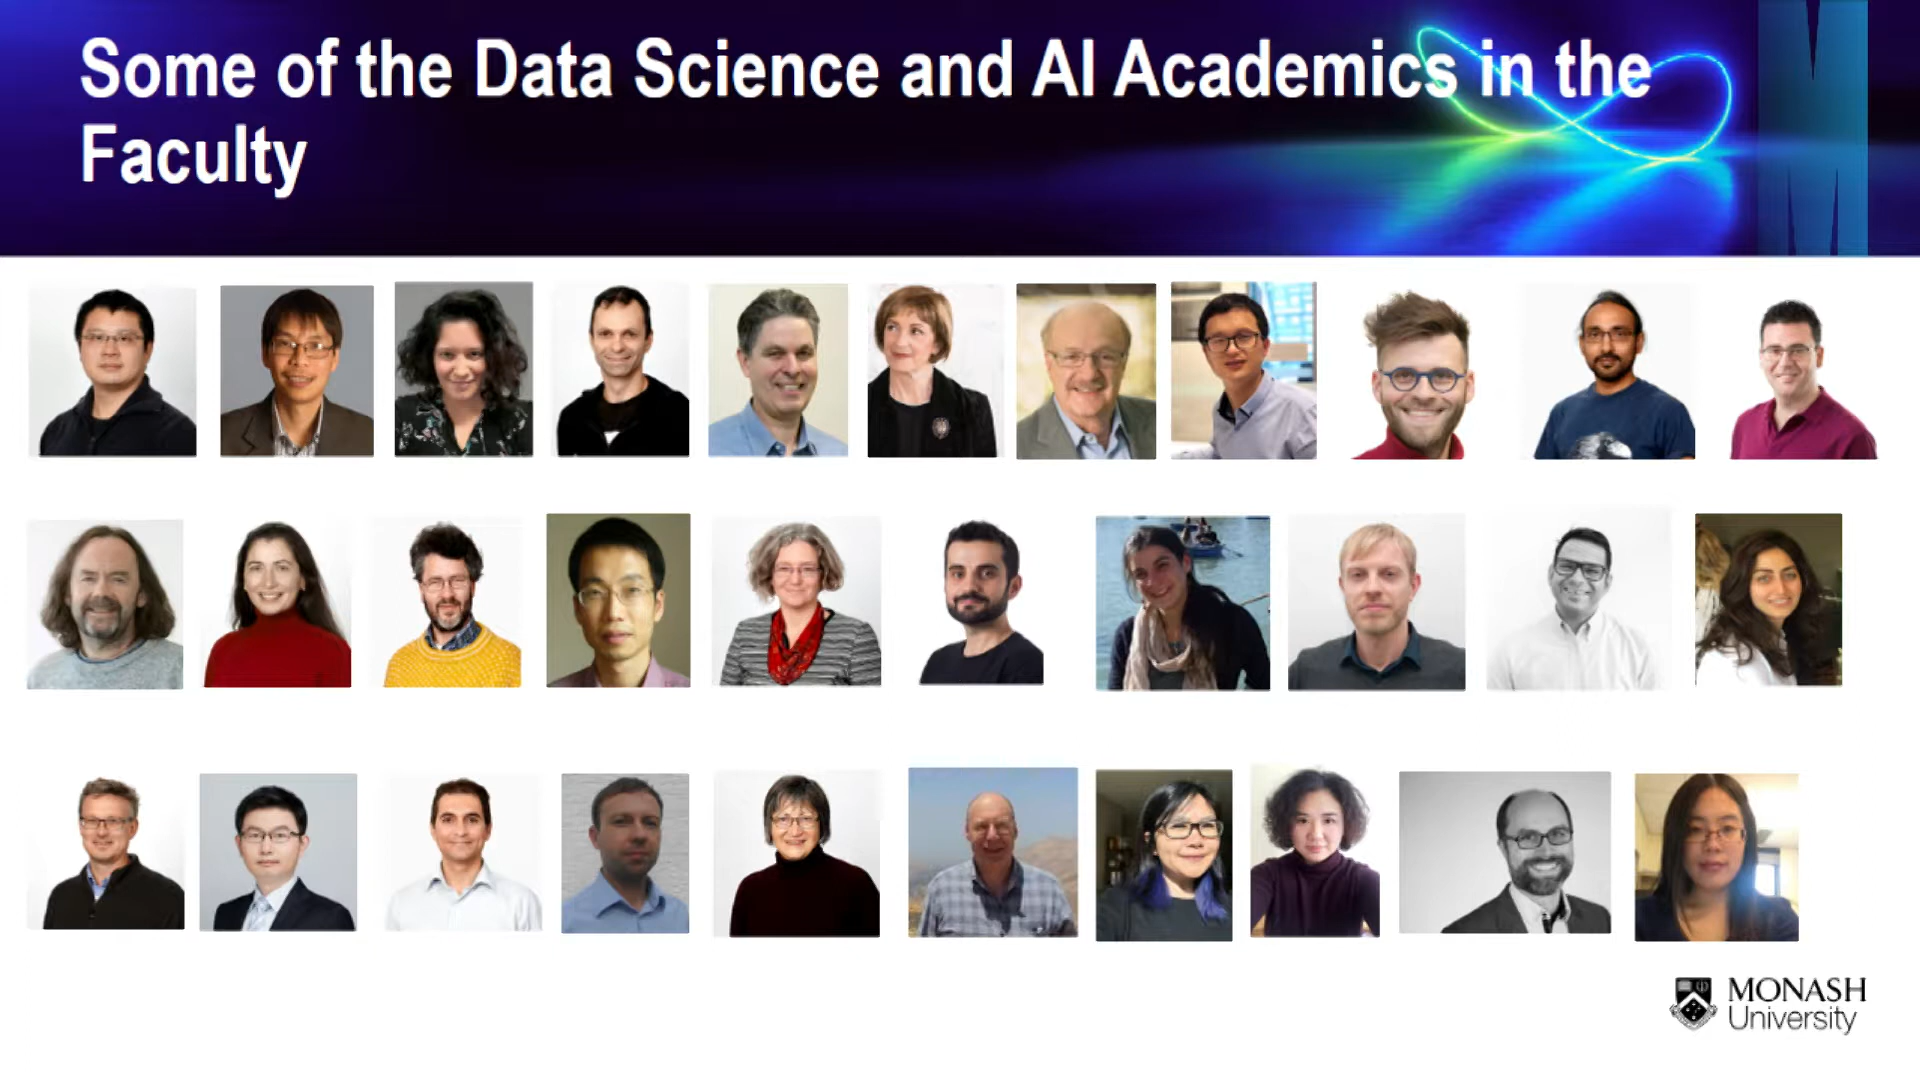 Some of the Data Science and AI Academics in the
Faculty
MONASH
University